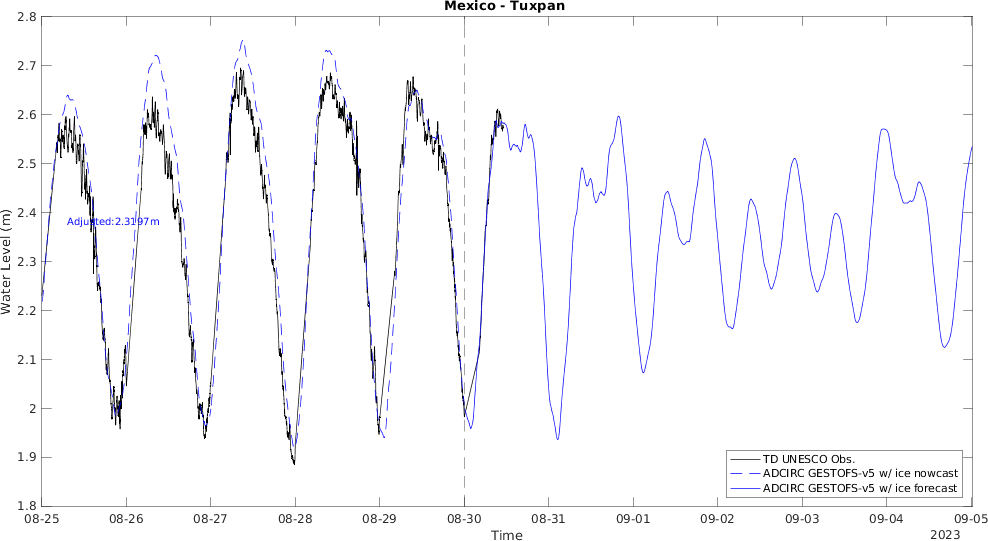 Mexico - Tuxpan
2.8
2.7
2.6
2.5
2.4
2.3
2.2
2.1
2
1.9
1.8
Water Level (m)
Adjusted:2.3197m
TD UNESCO Obs.
ADCIRC GESTOFS-v5 w/ ice nowcast
ADCIRC GESTOFS-v5 w/ ice forecast
08-25 08-26 08-27 08-28 08-29 08-30 08-31 09-01 09-02 09-03 09-04 09-05
Time
2023